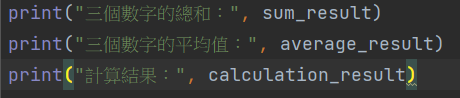 print("三個數字的總和：", sum_result)
print("三個數字的平均值：", average_result)
print("計算結果：", calculation_result)